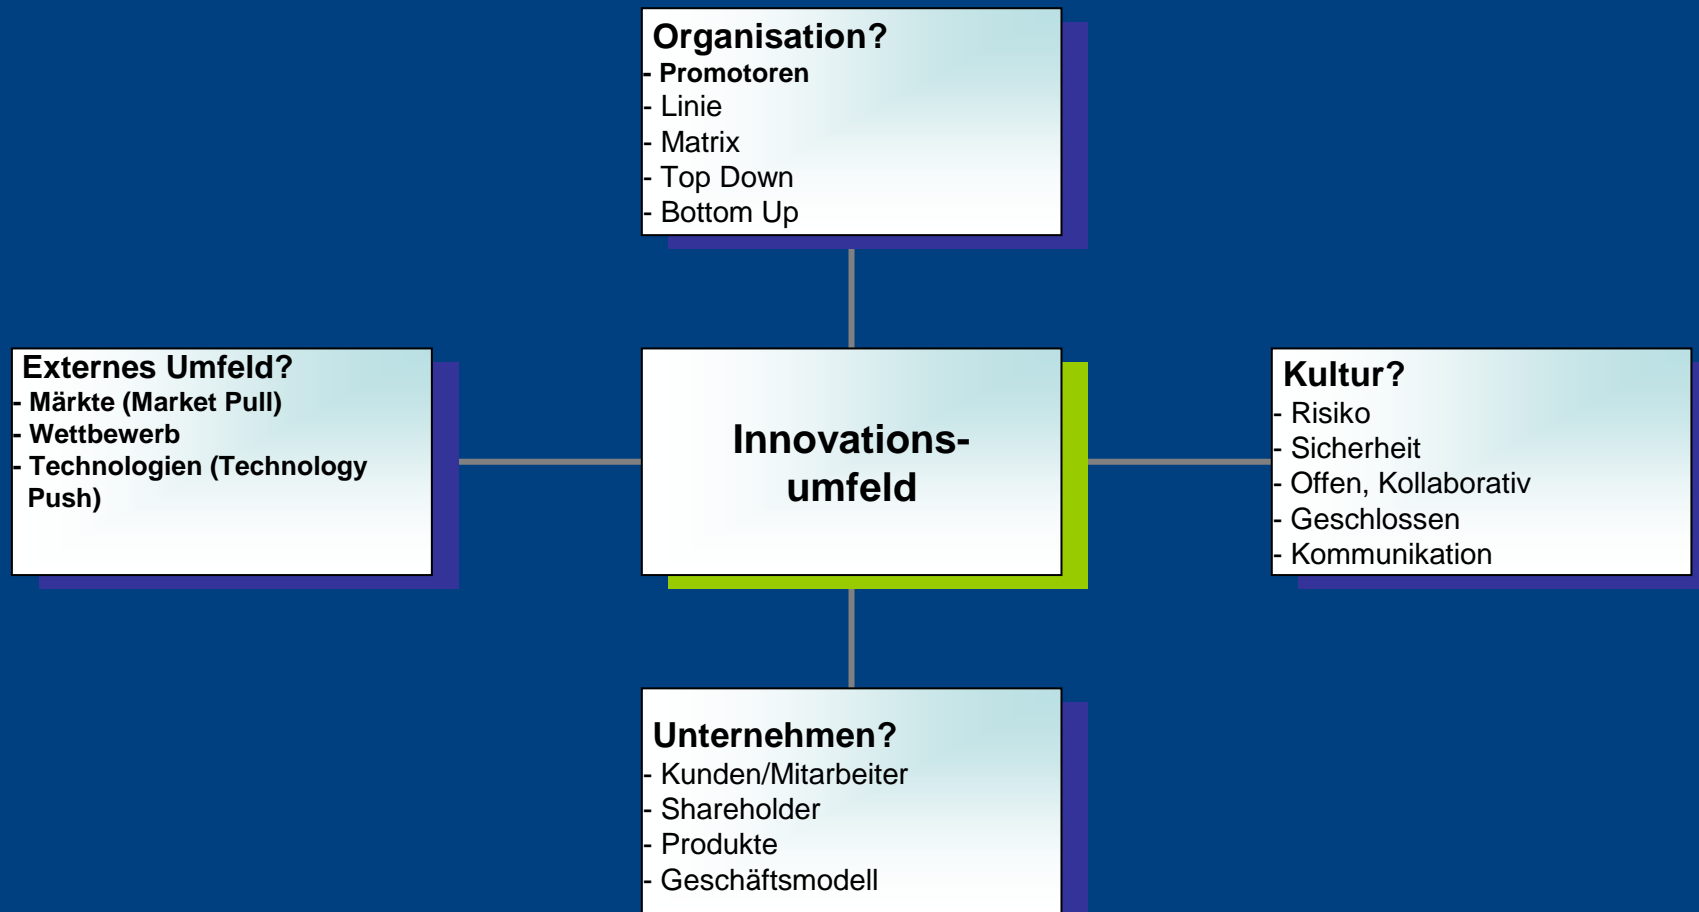 Organisation?
- Promotoren
- Linie
- Matrix
- Top Down
- Bottom Up
Externes Umfeld?
- Märkte (Market Pull)
- Wettbewerb
- Technologien (Technology
Push)
Innovations-
umfeld
Kultur?
- Risiko
- Sicherheit
- Offen, Kollaborativ
- Geschlossen
- Kommunikation
Unternehmen?
- Kunden/Mitarbeiter
- Shareholder
- Produkte
- Geschäftsmodell